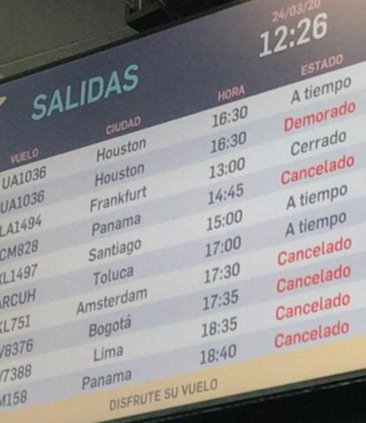 24/03/20
12:26
SALIDAS
VUELO CIUDAD HORA ESTADO
UA1036 Houston 16:30 A tiempo
UA1036 Houston 16:30 Demorado
LA1494 Frankfurt 13:00 Cerrado
CM828 Panama 14:45 Cancelado
KL1497 Santiago 15:00 A tiempo
ARCUH Toluca 17:00 A tiempo
KL751 Amsterdam 17:30 Cancelado
8376 Bogotá 17:35 Cancelado
7388 Lima 18:35 Cancelado
M158 Panama 18:40 Cancelado
DISFRUTE SU VUELO